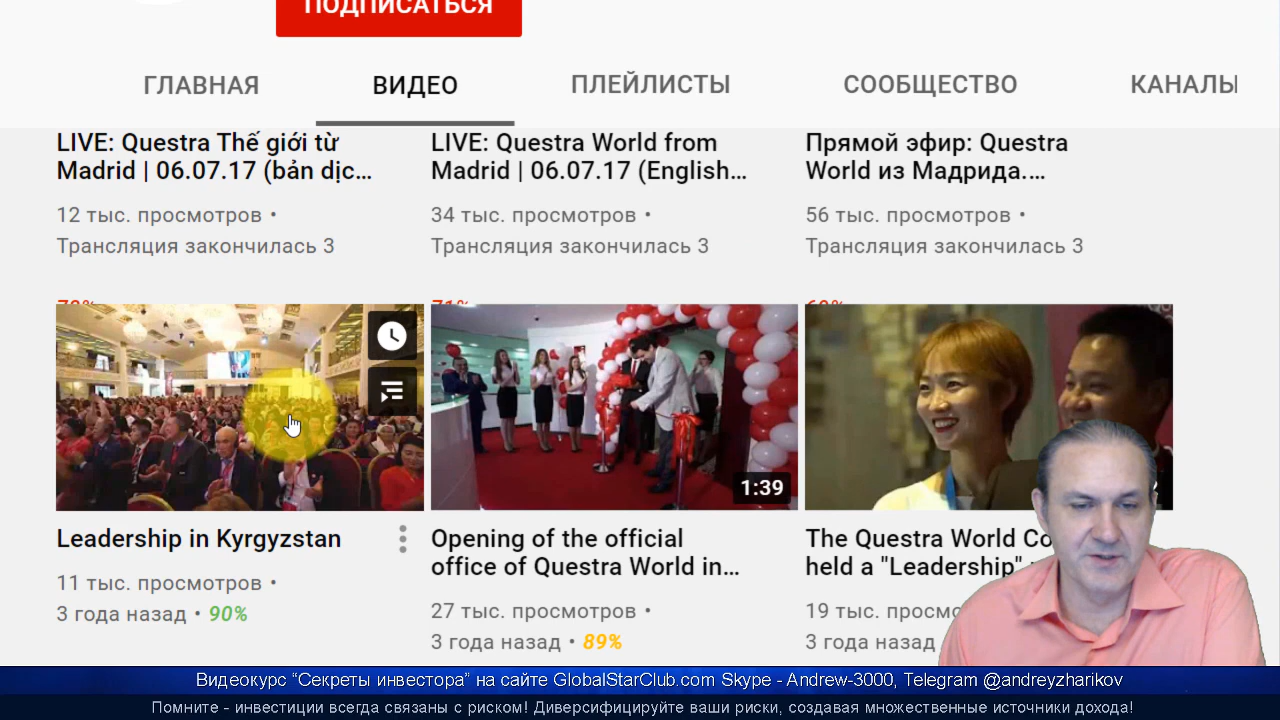 ПОДПИСАТЬСЯ
ГЛАВНАЯ ВИДЕО ПЛЕЙЛИСТЫ СООБЩЕСТВО КАНАЛЫ
LIVE: Questra Thế giới từ
Madrid | 06.07.17 (bản dịc...
12 тыс. просмотров •
Трансляция закончилась 3
LIVE: Questra World from
Madrid | 06.07.17 (English...
34 тыс. просмотров •
Трансляция закончилась 3
Прямой эфир: Questra
World из Мадрида....
56 тыс. просмотров •
Трансляция закончилась 3
Leadership in Kyrgyzstan
11 тыс. просмотров •
3 года назад • 90%
1:39
Opening of the official
office of Questra World in...
27 тыс. просмотров •
3 года назад • 89%
The Questra World
held a "Leadership"
19 тыс.
3 года назад
Видеокурс “Секреты инвестора” на сайте GlobalStarClub.com Skype - Andrew-3000, Telegram @andreyzharikov
Помните - инвестиции всегда связаны с риском! Диверсифицируйте ваши риски, создавая множественные источники дохода!